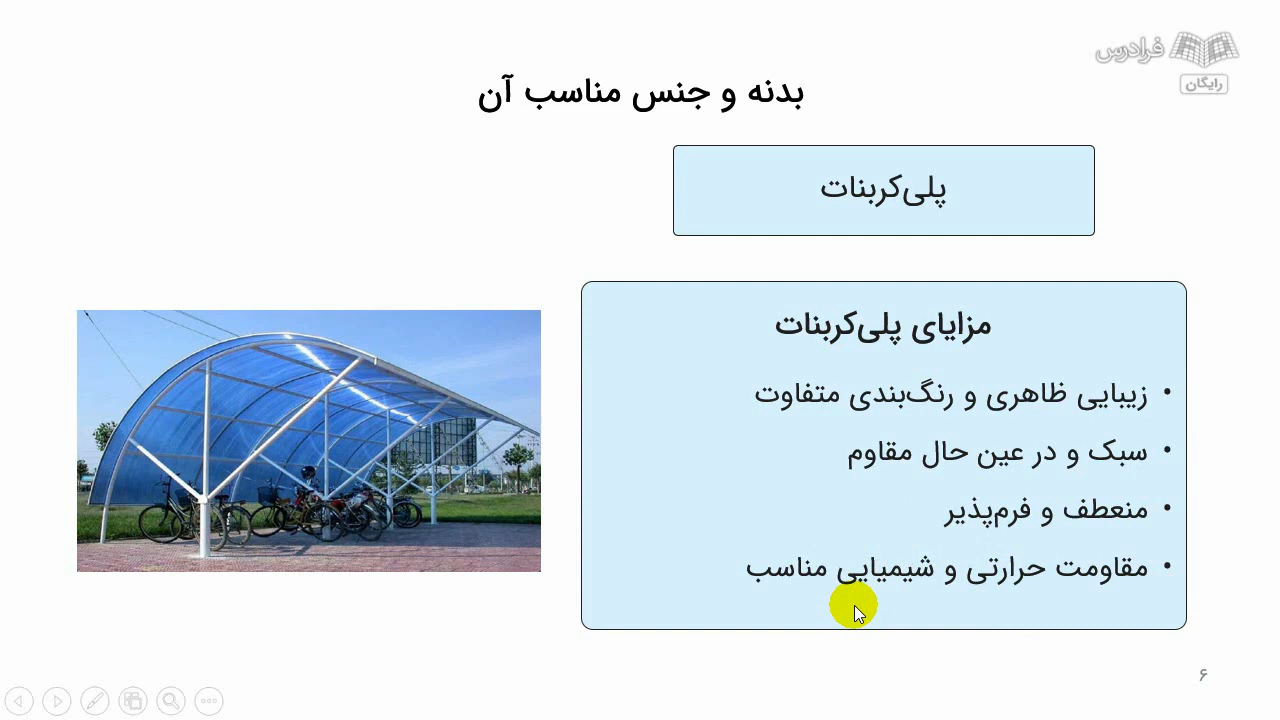 فرادرس
رایگان
بدنه و جنس مناسب آن
پلی‌کربنات
مزایای پلی‌کربنات
• زیبایی ظاهری و رنگ‌بندی متفاوت
• سبک و در عین حال مقاوم
• منعطف و فرم‌پذیر
• مقاومت حرارتی و شیمیایی مناسب
۶